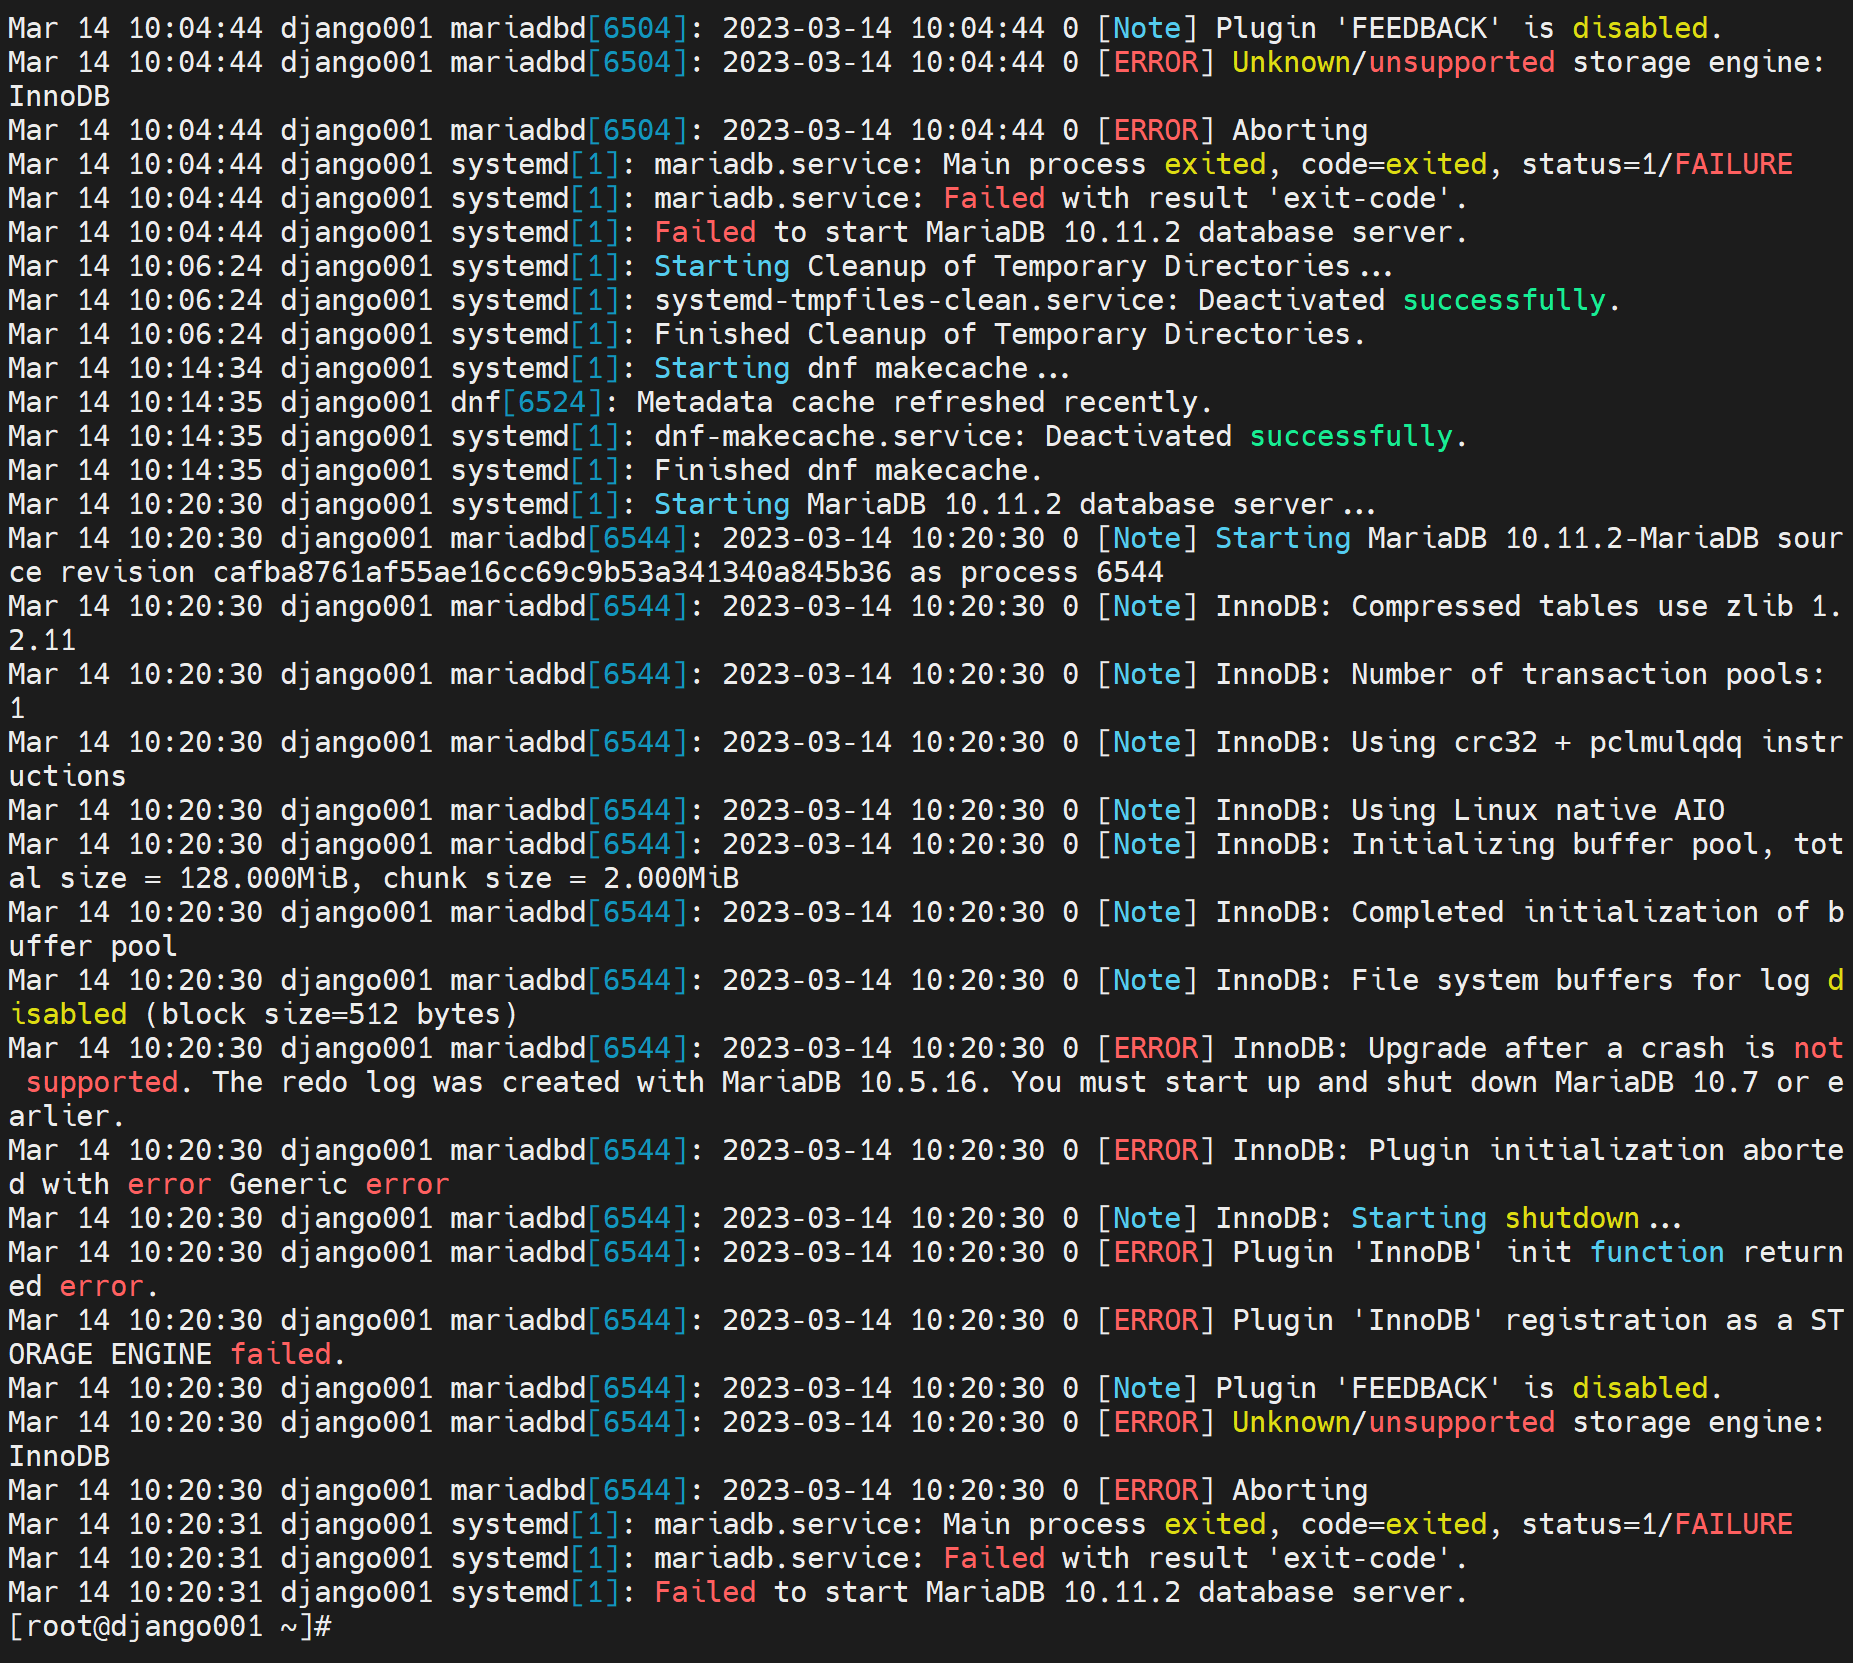 Mar 14 10:04:44 django001 mariadbd[6504]: 2023-03-14 10:04:44 0 [Note] Plugin 'FEEDBACK' is disabled.
Mar 14 10:04:44 django001 mariadbd[6504]: 2023-03-14 10:04:44 0 [ERROR] Unknown/unsupported storage engine:
InnoDB
Mar 14 10:04:44 django001 mariadbd[6504]: 2023-03-14 10:04:44 0 [ERROR] Aborting
Mar 14 10:04:44 django001 systemd[1]: mariadb.service: Main process exited, code=exited, status=1/FAILURE
Mar 14 10:04:44 django001 systemd[1]: mariadb.service: Failed with result 'exit-code'.
Mar 14 10:04:44 django001 systemd[1]: Failed to start MariaDB 10.11.2 database server.
Mar 14 10:06:24 django001 systemd[1]: Starting Cleanup of Temporary Directories...
Mar 14 10:06:24 django001 systemd[1]: systemd-tmpfiles-clean.service: Deactivated successfully.
Mar 14 10:06:24 django001 systemd[1]: Finished Cleanup of Temporary Directories.
Mar 14 10:14:34 django001 systemd[1]: Starting dnf makecache...
Mar 14 10:14:35 django001 dnf[6524]: Metadata cache refreshed recently.
Mar 14 10:14:35 django001 systemd[1]: dnf-makecache.service: Deactivated successfully.
Mar 14 10:14:35 django001 systemd[1]: Finished dnf makecache.
Mar 14 10:20:30 django001 systemd[1]: Starting MariaDB 10.11.2 database server...
Mar 14 10:20:30 django001 mariadbd[6544]: 2023-03-14 10:20:30 0 [Note] Starting MariaDB 10.11.2-MariaDB sour
ce revision cafba8761af55ae16cc69c9b53a341340a845b36 as process 6544
Mar 14 10:20:30 django001 mariadbd[6544]: 2023-03-14 10:20:30 0 [Note] InnoDB: Compressed tables use zlib 1.
2.11
Mar 14 10:20:30 django001 mariadbd[6544]: 2023-03-14 10:20:30 0 [Note] InnoDB: Number of transaction pools:
1
Mar 14 10:20:30 django001 mariadbd[6544]: 2023-03-14 10:20:30 0 [Note] InnoDB: Using crc32 + pclmulqdq instr
uctions
Mar 14 10:20:30 django001 mariadbd[6544]: 2023-03-14 10:20:30 0 [Note] InnoDB: Using Linux native AIO
Mar 14 10:20:30 django001 mariadbd[6544]: 2023-03-14 10:20:30 0 [Note] InnoDB: Initializing buffer pool, tot
al size = 128.000MiB, chunk size = 2.000MiB
Mar 14 10:20:30 django001 mariadbd[6544]: 2023-03-14 10:20:30 0 [Note] InnoDB: Completed initialization of b
uffer pool
Mar 14 10:20:30 django001 mariadbd[6544]: 2023-03-14 10:20:30 0 [Note] InnoDB: File system buffers for log d
isabled (block size=512 bytes)
Mar 14 10:20:30 django001 mariadbd[6544]: 2023-03-14 10:20:30 0 [ERROR] InnoDB: Upgrade after a crash is not
 supported. The redo log was created with MariaDB 10.5.16. You must start up and shut down MariaDB 10.7 or e
arlier.
Mar 14 10:20:30 django001 mariadbd[6544]: 2023-03-14 10:20:30 0 [ERROR] InnoDB: Plugin initialization aborte
d with error Generic error
Mar 14 10:20:30 django001 mariadbd[6544]: 2023-03-14 10:20:30 0 [Note] InnoDB: Starting shutdown...
Mar 14 10:20:30 django001 mariadbd[6544]: 2023-03-14 10:20:30 0 [ERROR] Plugin 'InnoDB' init function return
ed error.
Mar 14 10:20:30 django001 mariadbd[6544]: 2023-03-14 10:20:30 0 [ERROR] Plugin 'InnoDB' registration as a ST
ORAGE ENGINE failed.
Mar 14 10:20:30 django001 mariadbd[6544]: 2023-03-14 10:20:30 0 [Note] Plugin 'FEEDBACK' is disabled.
Mar 14 10:20:30 django001 mariadbd[6544]: 2023-03-14 10:20:30 0 [ERROR] Unknown/unsupported storage engine:
InnoDB
Mar 14 10:20:30 django001 mariadbd[6544]: 2023-03-14 10:20:30 0 [ERROR] Aborting
Mar 14 10:20:31 django001 systemd[1]: mariadb.service: Main process exited, code=exited, status=1/FAILURE
Mar 14 10:20:31 django001 systemd[1]: mariadb.service: Failed with result 'exit-code'.
Mar 14 10:20:31 django001 systemd[1]: Failed to start MariaDB 10.11.2 database server.
[root@django001 ~]#